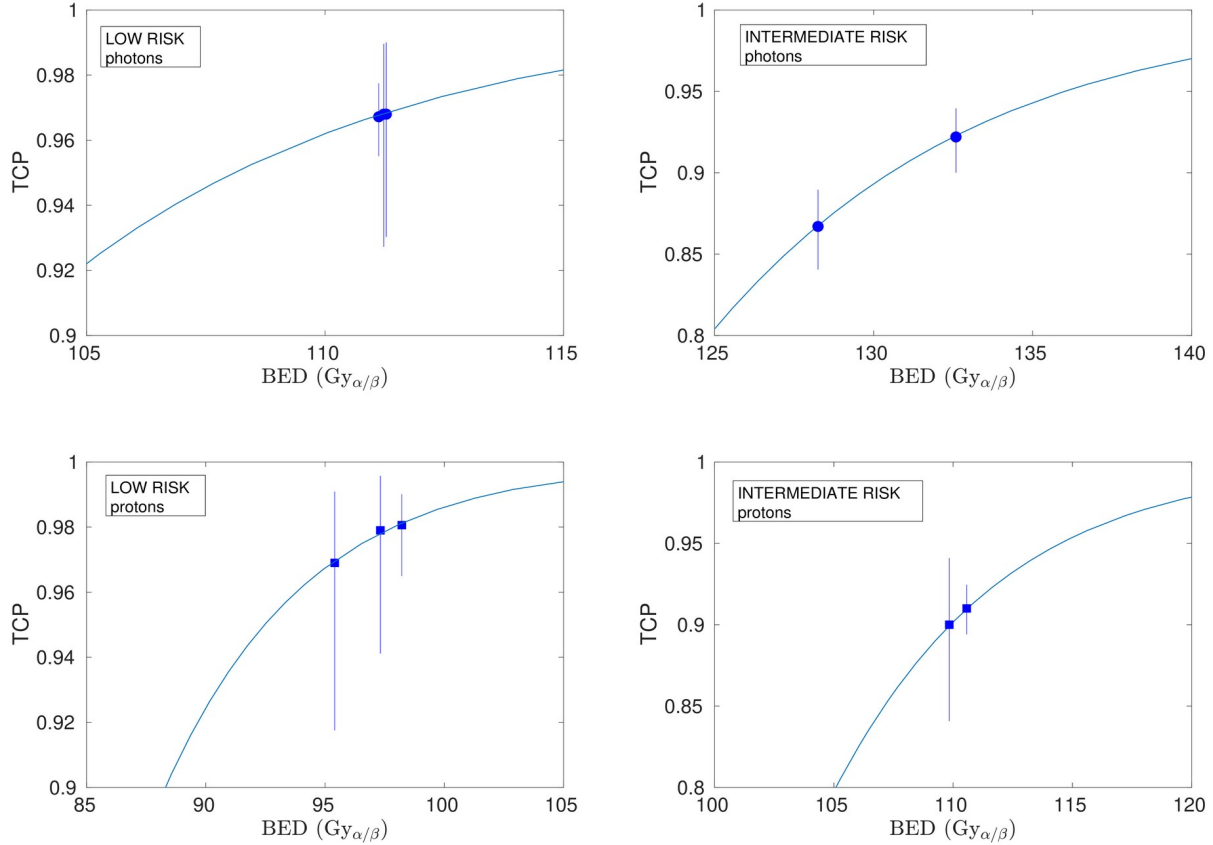 1
0.98
0.96
0.94
0.92
0.9
TCP
LOW RISK
photons
105
110
115
BED (Gyα/β)
1
0.95
0.9
0.85
0.8
TCP
INTERMEDIATE RISK
photons
125
130
135
140
BED (Gyα/β)
1
0.98
0.96
0.94
0.92
0.9
TCP
LOW RISK
protons
85
90
95
100
105
BED (Gyα/β)
1
0.95
0.9
0.85
0.8
TCP
INTERMEDIATE RISK
protons
100
105
110
115
120
BED (Gyα/β)